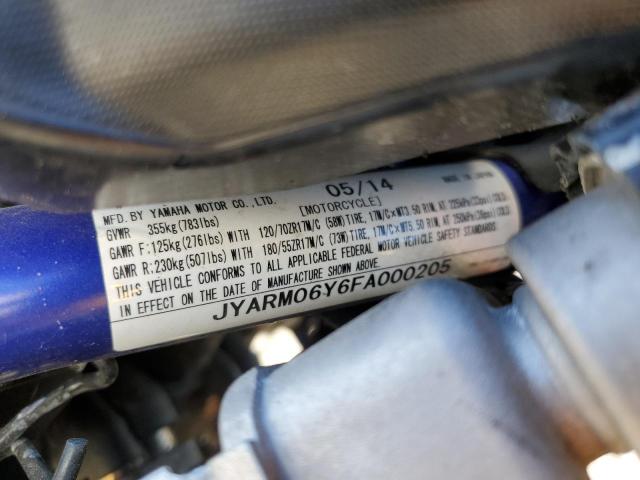 MFD. BY YAMAHA MOTOR CO., LTD. 05/14 MADE IN JAPAN
GVWR 355kg(783lbs) [MOTORCYCLE]
GAWR F:125kg(276lbs) WITH 120/70ZR17M/C (58W) TIRE, 17M/C×MT3.50 RIM, AT 225kPa(33psi)COLD.
GAWR R:230kg(507lbs) WITH 180/55ZR17M/C (73W) TIRE, 17M/C×MT5.50 RIM, AT 250kPa(36psi)COLD.
THIS VEHICLE CONFORMS TO ALL APPLICABLE FEDERAL MOTOR VEHICLE SAFETY STANDARDS
IN EFFECT ON THE DATE OF MANUFACTURE SHOWN ABOVE
JYARM06Y6FA000205